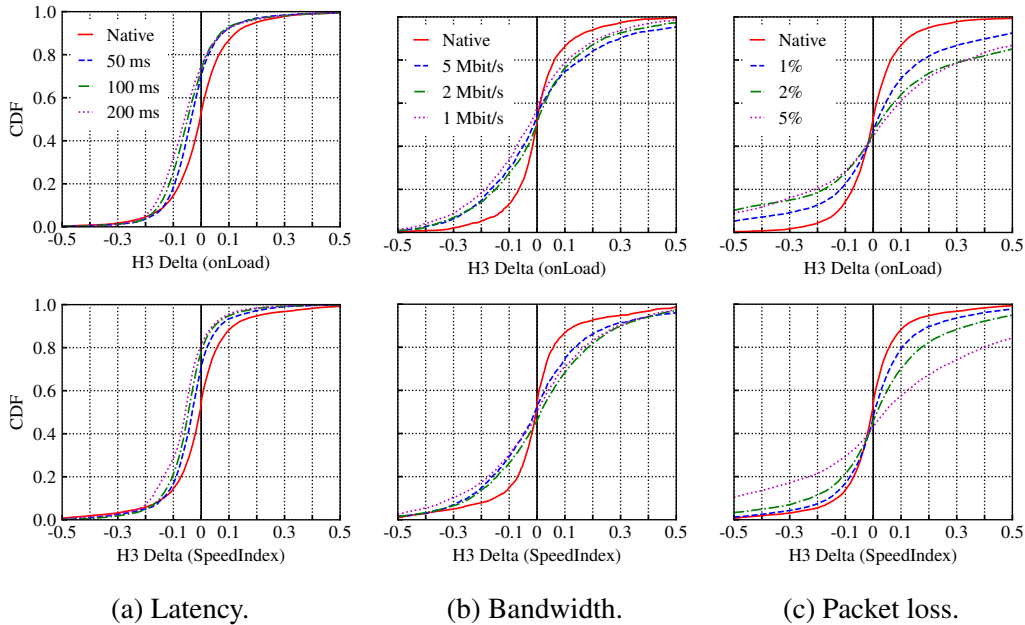 1.0
0.8
0.6
0.4
0.2
0.0
CDF
Native
50 ms
100 ms
200 ms
-0.5 -0.3 -0.1 0 0.1 0.3 0.5
H3 Delta (onLoad)
Native
5 Mbit/s
2 Mbit/s
1 Mbit/s
-0.5 -0.3 -0.1 0 0.1 0.3 0.5
H3 Delta (onLoad)
Native
1%
2%
5%
-0.5 -0.3 -0.1 0 0.1 0.3 0.5
H3 Delta (onLoad)
1.0
0.8
0.6
0.4
0.2
0.0
CDF
-0.5 -0.3 -0.1 0 0.1 0.3 0.5
H3 Delta (SpeedIndex)
-0.5 -0.3 -0.1 0 0.1 0.3 0.5
H3 Delta (SpeedIndex)
-0.5 -0.3 -0.1 0 0.1 0.3 0.5
H3 Delta (SpeedIndex)
(a) Latency.
(b) Bandwidth.
(c) Packet loss.